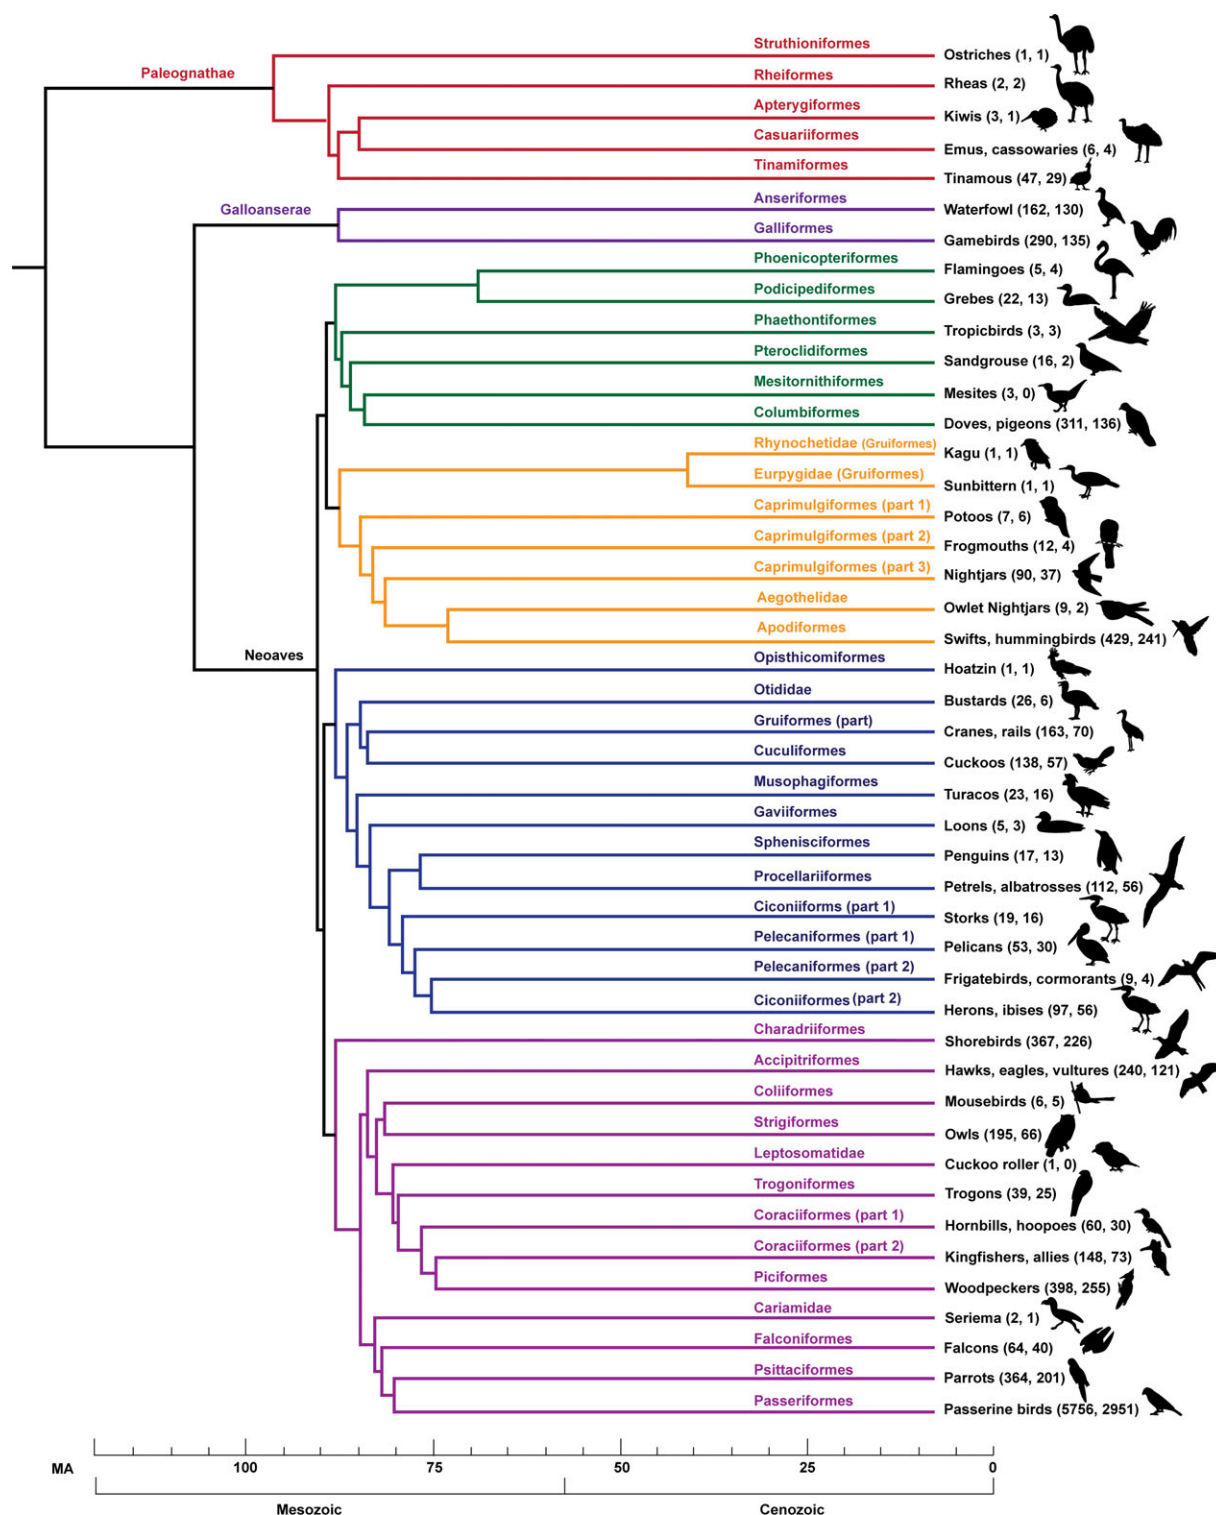 Struthioniformes
Ostriches (1, 1)
Paleognathae
Rheiformes
Rheas (2, 2)
Apterygiformes
Kiwis (3, 1)
Casuariiformes
Emus, cassowaries (6, 4)
Tinamiformes
Tinamous (47, 29)
Anseriformes
Galloanserae
Waterfowl (162, 130)
Galliformes
Gamebirds (290, 135)
Phoenicopteriformes
Flamingoes (5, 4)
Podicipediformes
Grebes (22, 13)
Phaethontiformes
Tropicbirds (3, 3)
Pteroclidiformes
Sandgrouse (16, 2)
Mesitornithiformes
Mesites (3, 0)
Columbiformes
Doves, pigeons (311, 136)
Rhynochetidae (Gruiformes)
Kagu (1, 1)
Eurpygidae (Gruiformes)
Sunbittern (1, 1)
Caprimulgiformes (part 1)
Potoos (7, 6)
Caprimulgiformes (part 2)
Frogmouths (12, 4)
Caprimulgiformes (part 3)
Nightjars (90, 37)
Aegothelidae
Owlet Nightjars (9, 2)
Apodiformes
Swifts, hummingbirds (429, 241)
Neoaves
Opisthicomiformes
Hoatzin (1, 1)
Otididae
Bustards (26, 6)
Gruiformes (part)
Cranes, rails (163, 70)
Cuculiformes
Cuckoos (138, 57)
Musophagiformes
Turacos (23, 16)
Gaviiformes
Loons (5, 3)
Sphenisciformes
Penguins (17, 13)
Procellariiformes
Petrels, albatrosses (112, 56)
Ciconiiforms (part 1)
Storks (19, 16)
Pelecaniformes (part 1)
Pelicans (53, 30)
Pelecaniformes (part 2)
Frigatebirds, cormorants (9, 4)
Ciconiiformes (part 2)
Herons, ibises (97, 56)
Charadriiformes
Shorebirds (367, 226)
Accipitriformes
Hawks, eagles, vultures (240, 121)
Coliiformes
Mousebirds (6, 5)
Strigiformes
Owls (195, 66)
Leptosomatidae
Cuckoo roller (1, 0)
Trogoniformes
Trogons (39, 25)
Coraciiformes (part 1)
Hornbills, hoopoes (60, 30)
Coraciiformes (part 2)
Kingfishers, allies (148, 73)
Piciformes
Woodpeckers (398, 255)
Cariamidae
Seriema (2, 1)
Falconiformes
Falcons (64, 40)
Psittaciformes
Parrots (364, 201)
Passeriformes
Passerine birds (5756, 2951)
MA 100 75 50 25 0
Mesozoic Cenozoic